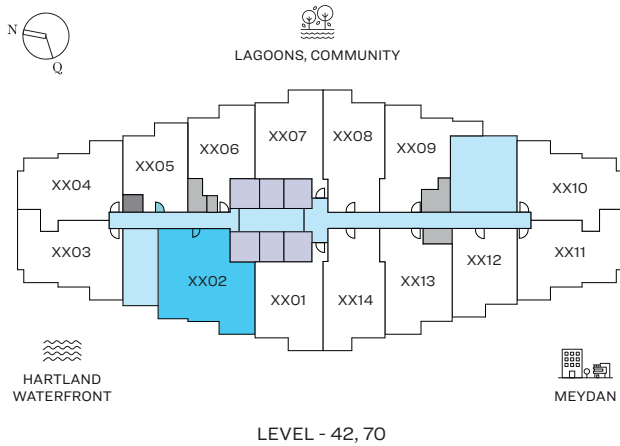 N
Q
LAGOONS, COMMUNITY
XX07
XX08
XX06
XX09
XX05
XX04
XX10
XX03
XX11
XX02
XX12
XX13
XX01
XX14
HARTLAND
WATERFRONT
MEYDAN
LEVEL - 42, 70